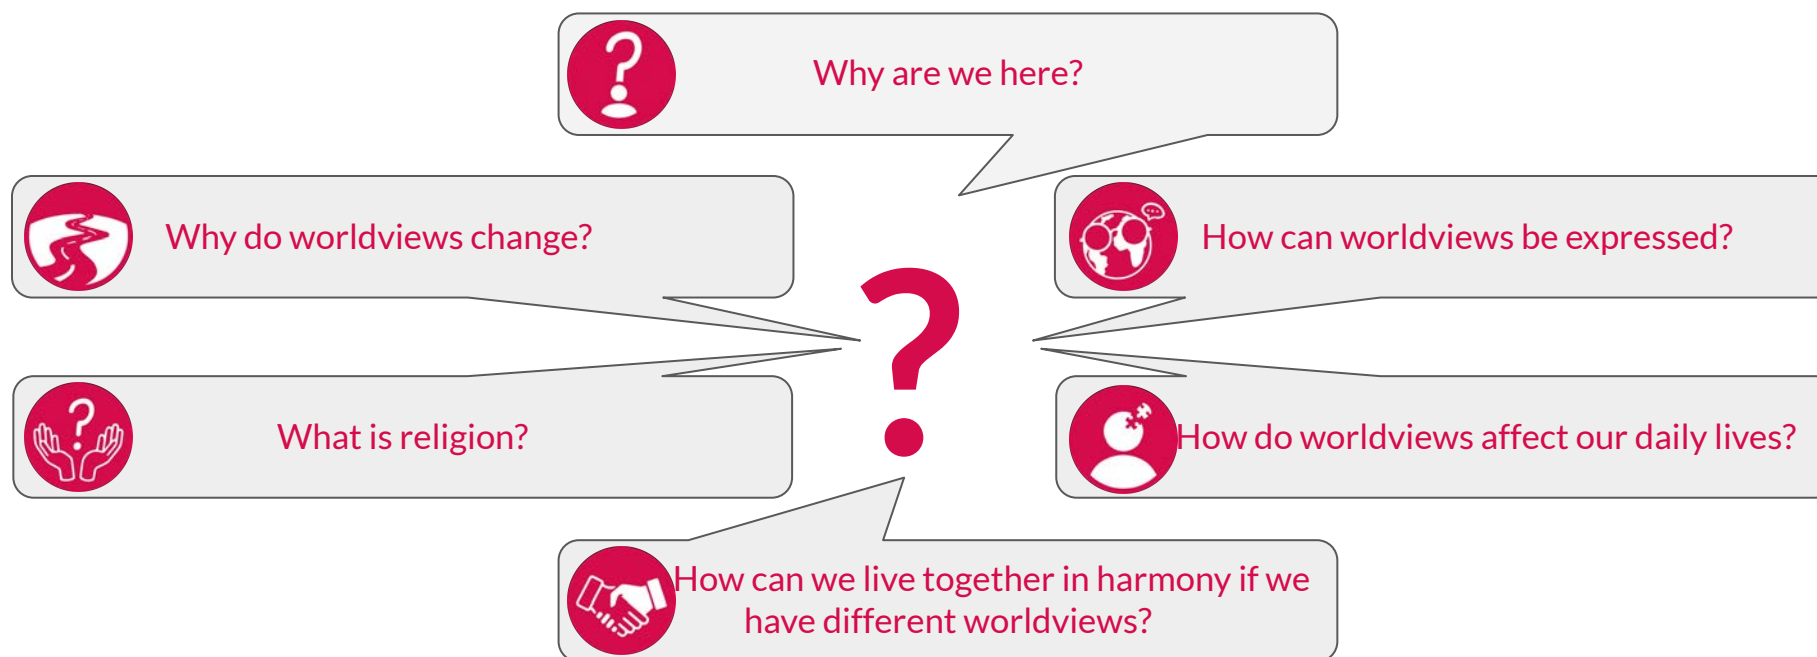 Why are we here?
Why do worldviews change?
How can worldviews be expressed?
?
What is religion?
How do worldviews affect our daily lives?
How can we live together in harmony if we
have different worldviews?